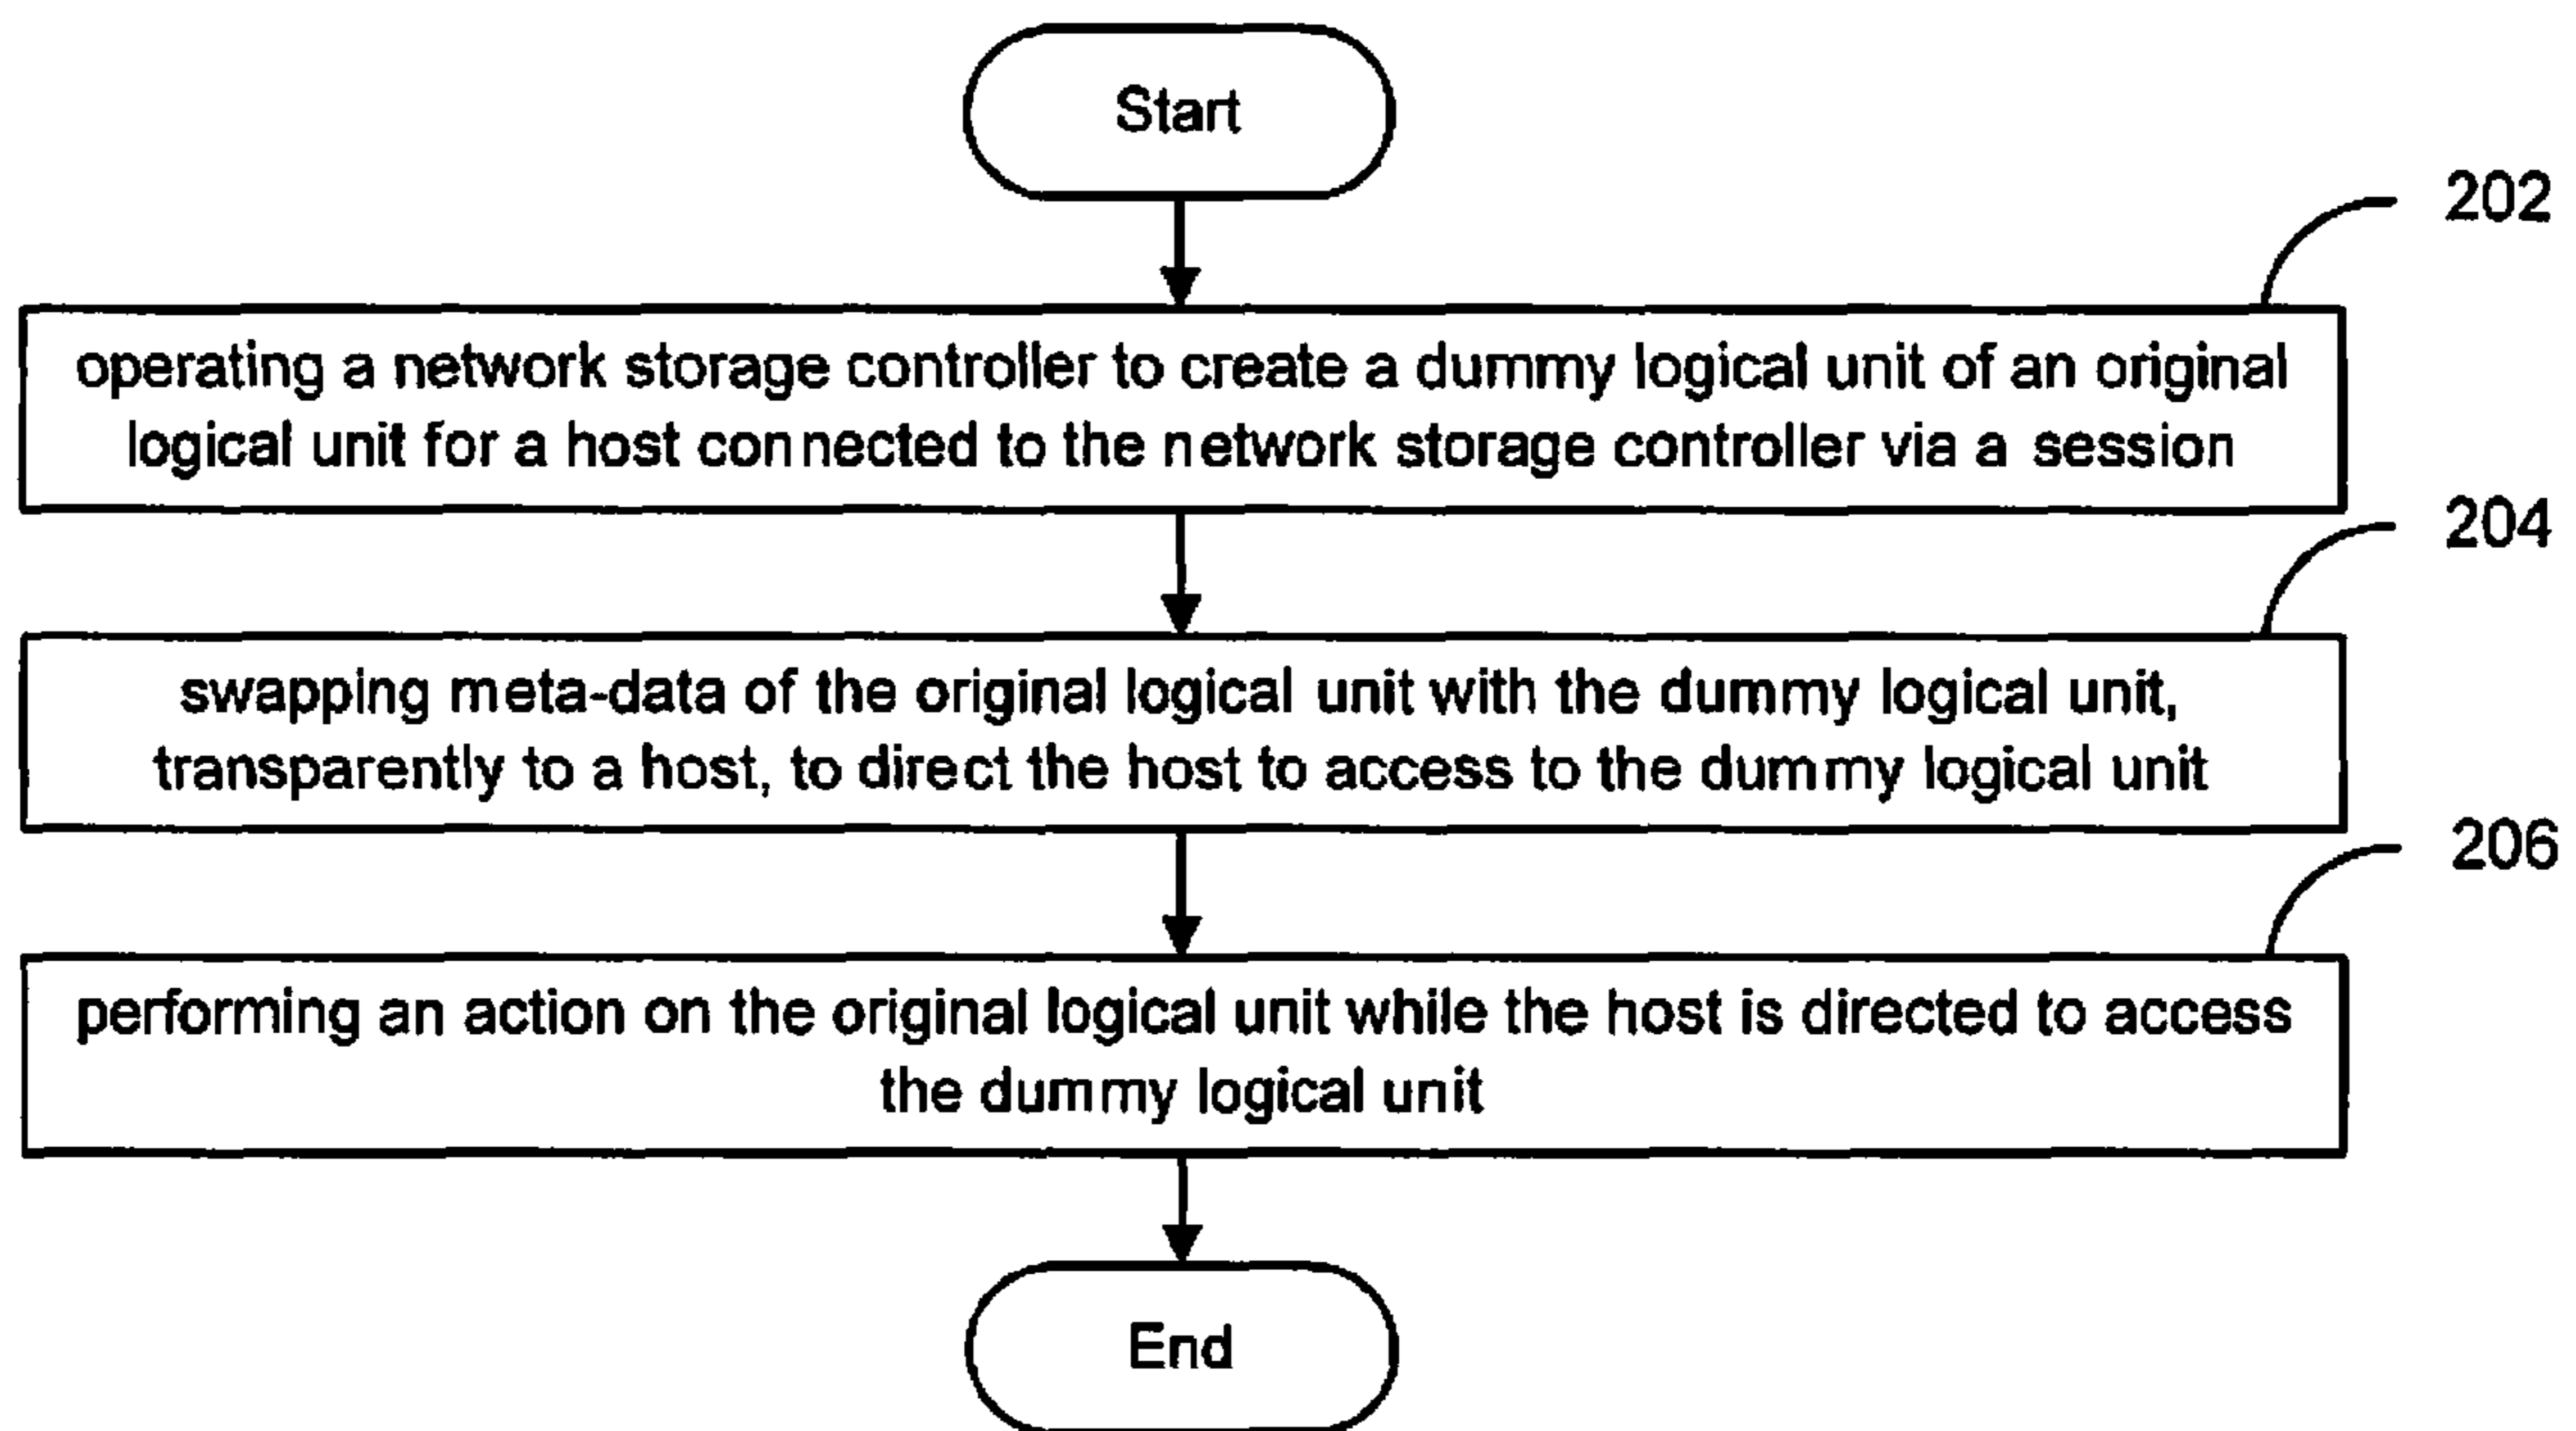 Start
202
operating a network storage controller to create a dummy logical unit of an original
logical unit for a host connected to the network storage controller via a session
204
swapping meta-data of the original logical unit with the dummy logical unit,
transparently to a host, to direct the host to access to the dummy logical unit
206
performing an action on the original logical unit while the host is directed to access
the dummy logical unit
End